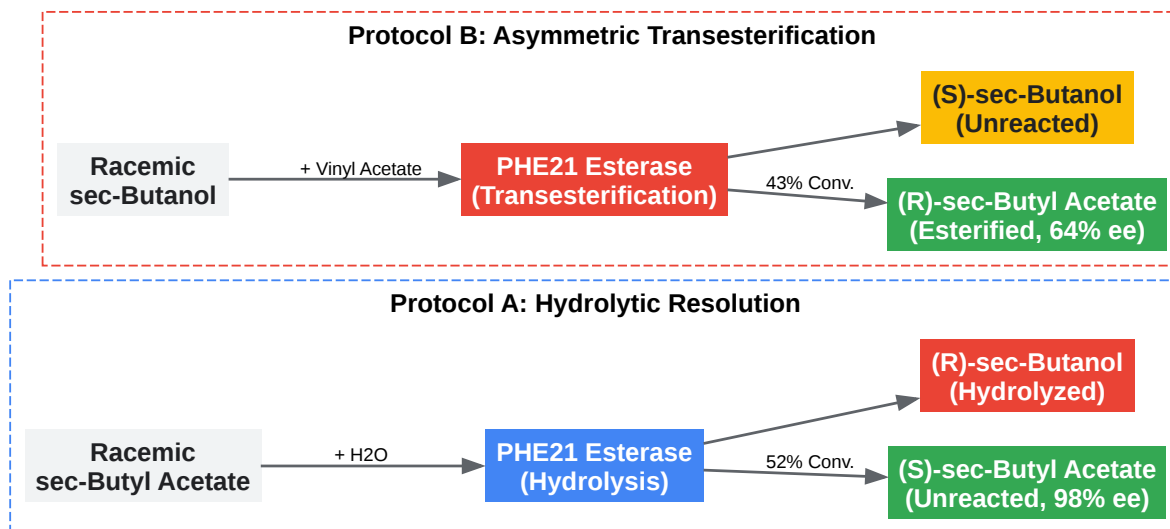 Protocol B: Asymmetric Transesterification
(S)-sec-Butanol
(Unreacted)
Racemic
sec-Butanol
+ Vinyl Acetate
PHE21 Esterase
(Transesterification)
43% Conv.
(R)-sec-Butyl Acetate
(Esterified, 64% ee)
Protocol A: Hydrolytic Resolution
(R)-sec-Butanol
(Hydrolyzed)
Racemic
sec-Butyl Acetate
+ H2O
PHE21 Esterase
(Hydrolysis)
52% Conv.
(S)-sec-Butyl Acetate
(Unreacted, 98% ee)